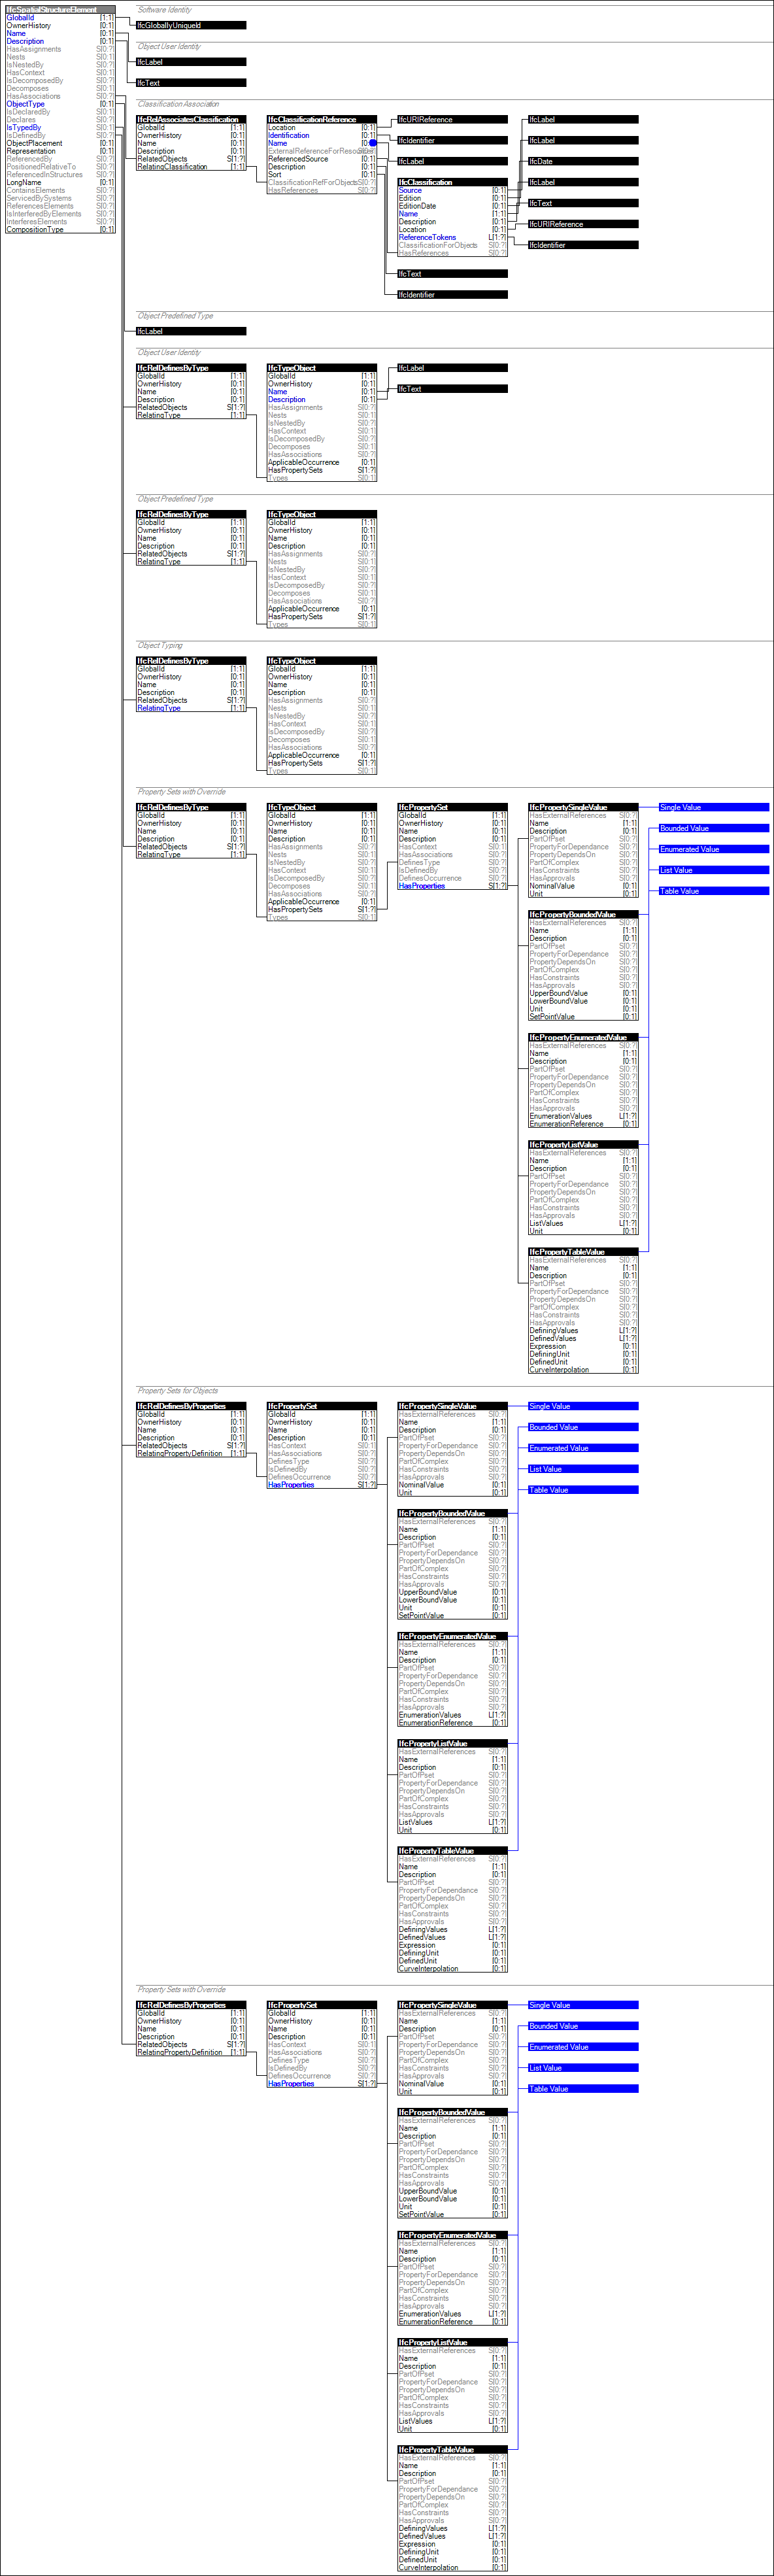 IfcSpatialStructureElement
GlobalId [1:1]
OwnerHistory [0:1]
Name [0:1]
Description [0:1]
HasAssignments S[0:?]
Nests S[0:1]
IsNestedBy S[0:?]
HasContext S[0:1]
IsDecomposedBy S[0:?]
Decomposes S[0:1]
HasAssociations S[0:?]
ObjectType [0:1]
IsDeclaredBy S[0:1]
Declares S[0:?]
IsTypedBy S[0:1]
IsDefinedBy S[0:?]
ObjectPlacement [0:1]
Representation [0:1]
ReferencedBy S[0:?]
PositionedRelativeTo S[0:?]
ReferencedInStructures S[0:?]
LongName [0:1]
ContainsElements S[0:?]
ServicedBySystems S[0:?]
ReferencesElements S[0:?]
IsInterferedByElements S[0:?]
InterferesElements S[0:?]
CompositionType [0:1]
Software Identity
IfcGloballyUniqueId
Object User Identity
IfcLabel
IfcText
Classification Association
IfcRelAssociatesClassification
GlobalId [1:1]
OwnerHistory [0:1]
Name [0:1]
Description [0:1]
RelatedObjects S[1:?]
RelatingClassification [1:1]
IfcClassificationReference
Location [0:1]
Identification [0:1]
Name
ExternalReferenceForResources
ReferencedSource [0:1]
Description [0:1]
Sort [0:1]
ClassificationRefForObjects S[0:?]
HasReferences S[0:?]
IfcURIReference
IfcIdentifier
IfcLabel
IfcClassification
Source [0:1]
Edition [0:1]
EditionDate [0:1]
Name [1:1]
Description [0:1]
Location [0:1]
ReferenceTokens L[1:?]
ClassificationForObjects S[0:?]
HasReferences S[0:?]
IfcText
IfcIdentifier
IfcLabel
IfcLabel
IfcDate
IfcLabel
IfcText
IfcURIReference
IfcIdentifier
Object Predefined Type
IfcLabel
Object User Identity
IfcRelDefinesByType
GlobalId [1:1]
OwnerHistory [0:1]
Name [0:1]
Description [0:1]
RelatedObjects S[1:?]
RelatingType [1:1]
IfcTypeObject
GlobalId [1:1]
OwnerHistory [0:1]
Name [0:1]
Description [0:1]
HasAssignments S[0:?]
Nests S[0:1]
IsNestedBy S[0:?]
HasContext S[0:1]
IsDecomposedBy S[0:?]
Decomposes S[0:1]
HasAssociations S[0:?]
ApplicableOccurrence [0:1]
HasPropertySets S[1:?]
Types S[0:1]
IfcLabel
IfcText
Object Predefined Type
IfcRelDefinesByType
GlobalId [1:1]
OwnerHistory [0:1]
Name [0:1]
Description [0:1]
RelatedObjects S[1:?]
RelatingType [1:1]
IfcTypeObject
GlobalId [1:1]
OwnerHistory [0:1]
Name [0:1]
Description [0:1]
HasAssignments S[0:?]
Nests S[0:1]
IsNestedBy S[0:?]
HasContext S[0:1]
IsDecomposedBy S[0:?]
Decomposes S[0:1]
HasAssociations S[0:?]
ApplicableOccurrence [0:1]
HasPropertySets S[1:?]
Types S[0:1]
Object Typing
IfcRelDefinesByType
GlobalId [1:1]
OwnerHistory [0:1]
Name [0:1]
Description [0:1]
RelatedObjects S[1:?]
RelatingType [1:1]
IfcTypeObject
GlobalId [1:1]
OwnerHistory [0:1]
Name [0:1]
Description [0:1]
HasAssignments S[0:?]
Nests S[0:1]
IsNestedBy S[0:?]
HasContext S[0:1]
IsDecomposedBy S[0:?]
Decomposes S[0:1]
HasAssociations S[0:?]
ApplicableOccurrence [0:1]
HasPropertySets S[1:?]
Types S[0:1]
Property Sets with Override
IfcRelDefinesByType
GlobalId [1:1]
OwnerHistory [0:1]
Name [0:1]
Description [0:1]
RelatedObjects S[1:?]
RelatingType [1:1]
IfcTypeObject
GlobalId [1:1]
OwnerHistory [0:1]
Name [0:1]
Description [0:1]
HasAssignments S[0:?]
Nests S[0:1]
IsNestedBy S[0:?]
HasContext S[0:1]
IsDecomposedBy S[0:?]
Decomposes S[0:1]
HasAssociations S[0:?]
ApplicableOccurrence [0:1]
HasPropertySets S[1:?]
Types S[0:1]
IfcPropertySet
GlobalId [1:1]
OwnerHistory [0:1]
Name [0:1]
Description [0:1]
HasContext S[0:1]
HasAssociations S[0:?]
DefinesType S[0:?]
IsDefinedBy S[0:?]
DefinesOccurrence S[0:?]
HasProperties S[1:?]
IfcPropertySingleValue
HasExternalReferences S[0:?]
Name [1:1]
Description [0:1]
PartOfPset S[0:?]
PropertyForDependance S[0:?]
PropertyDependsOn S[0:?]
PartOfComplex S[0:?]
HasConstraints S[0:?]
HasApprovals S[0:?]
NominalValue [0:1]
Unit [0:1]
IfcPropertyBoundedValue
HasExternalReferences S[0:?]
Name [1:1]
Description [0:1]
PartOfPset S[0:?]
PropertyForDependance S[0:?]
PropertyDependsOn S[0:?]
PartOfComplex S[0:?]
HasConstraints S[0:?]
HasApprovals S[0:?]
UpperBoundValue [0:1]
LowerBoundValue [0:1]
Unit [0:1]
SetPointValue [0:1]
IfcPropertyEnumeratedValue
HasExternalReferences S[0:?]
Name [1:1]
Description [0:1]
PartOfPset S[0:?]
PropertyForDependance S[0:?]
PropertyDependsOn S[0:?]
PartOfComplex S[0:?]
HasConstraints S[0:?]
HasApprovals S[0:?]
EnumerationValues L[1:?]
EnumerationReference [0:1]
IfcPropertyListValue
HasExternalReferences S[0:?]
Name [1:1]
Description [0:1]
PartOfPset S[0:?]
PropertyForDependance S[0:?]
PropertyDependsOn S[0:?]
PartOfComplex S[0:?]
HasConstraints S[0:?]
HasApprovals S[0:?]
ListValues L[1:?]
Unit [0:1]
IfcPropertyTableValue
HasExternalReferences S[0:?]
Name [1:1]
Description [0:1]
PartOfPset S[0:?]
PropertyForDependance S[0:?]
PropertyDependsOn S[0:?]
PartOfComplex S[0:?]
HasConstraints S[0:?]
HasApprovals S[0:?]
DefiningValues L[1:?]
DefinedValues L[1:?]
Expression [0:1]
DefiningUnit [0:1]
DefinedUnit [0:1]
CurveInterpolation [0:1]
Single Value
Bounded Value
Enumerated Value
List Value
Table Value
Property Sets for Objects
IfcRelDefinesByProperties
GlobalId [1:1]
OwnerHistory [0:1]
Name [0:1]
Description [0:1]
RelatedObjects S[1:?]
RelatingPropertyDefinition [1:1]
IfcPropertySet
GlobalId [1:1]
OwnerHistory [0:1]
Name [0:1]
Description [0:1]
HasContext S[0:1]
HasAssociations S[0:?]
DefinesType S[0:?]
IsDefinedBy S[0:?]
DefinesOccurrence S[0:?]
HasProperties S[1:?]
IfcPropertySingleValue
HasExternalReferences S[0:?]
Name [1:1]
Description [0:1]
PartOfPset S[0:?]
PropertyForDependance S[0:?]
PropertyDependsOn S[0:?]
PartOfComplex S[0:?]
HasConstraints S[0:?]
HasApprovals S[0:?]
NominalValue [0:1]
Unit [0:1]
IfcPropertyBoundedValue
HasExternalReferences S[0:?]
Name [1:1]
Description [0:1]
PartOfPset S[0:?]
PropertyForDependance S[0:?]
PropertyDependsOn S[0:?]
PartOfComplex S[0:?]
HasConstraints S[0:?]
HasApprovals S[0:?]
UpperBoundValue [0:1]
LowerBoundValue [0:1]
Unit [0:1]
SetPointValue [0:1]
IfcPropertyEnumeratedValue
HasExternalReferences S[0:?]
Name [1:1]
Description [0:1]
PartOfPset S[0:?]
PropertyForDependance S[0:?]
PropertyDependsOn S[0:?]
PartOfComplex S[0:?]
HasConstraints S[0:?]
HasApprovals S[0:?]
EnumerationValues L[1:?]
EnumerationReference [0:1]
IfcPropertyListValue
HasExternalReferences S[0:?]
Name [1:1]
Description [0:1]
PartOfPset S[0:?]
PropertyForDependance S[0:?]
PropertyDependsOn S[0:?]
PartOfComplex S[0:?]
HasConstraints S[0:?]
HasApprovals S[0:?]
ListValues L[1:?]
Unit [0:1]
IfcPropertyTableValue
HasExternalReferences S[0:?]
Name [1:1]
Description [0:1]
PartOfPset S[0:?]
PropertyForDependance S[0:?]
PropertyDependsOn S[0:?]
PartOfComplex S[0:?]
HasConstraints S[0:?]
HasApprovals S[0:?]
DefiningValues L[1:?]
DefinedValues L[1:?]
Expression [0:1]
DefiningUnit [0:1]
DefinedUnit [0:1]
CurveInterpolation [0:1]
Single Value
Bounded Value
Enumerated Value
List Value
Table Value
Property Sets with Override
IfcRelDefinesByProperties
GlobalId [1:1]
OwnerHistory [0:1]
Name [0:1]
Description [0:1]
RelatedObjects S[1:?]
RelatingPropertyDefinition [1:1]
IfcPropertySet
GlobalId [1:1]
OwnerHistory [0:1]
Name [0:1]
Description [0:1]
HasContext S[0:1]
HasAssociations S[0:?]
DefinesType S[0:?]
IsDefinedBy S[0:?]
DefinesOccurrence S[0:?]
HasProperties S[1:?]
IfcPropertySingleValue
HasExternalReferences S[0:?]
Name [1:1]
Description [0:1]
PartOfPset S[0:?]
PropertyForDependance S[0:?]
PropertyDependsOn S[0:?]
PartOfComplex S[0:?]
HasConstraints S[0:?]
HasApprovals S[0:?]
NominalValue [0:1]
Unit [0:1]
IfcPropertyBoundedValue
HasExternalReferences S[0:?]
Name [1:1]
Description [0:1]
PartOfPset S[0:?]
PropertyForDependance S[0:?]
PropertyDependsOn S[0:?]
PartOfComplex S[0:?]
HasConstraints S[0:?]
HasApprovals S[0:?]
UpperBoundValue [0:1]
LowerBoundValue [0:1]
Unit [0:1]
SetPointValue [0:1]
IfcPropertyEnumeratedValue
HasExternalReferences S[0:?]
Name [1:1]
Description [0:1]
PartOfPset S[0:?]
PropertyForDependance S[0:?]
PropertyDependsOn S[0:?]
PartOfComplex S[0:?]
HasConstraints S[0:?]
HasApprovals S[0:?]
EnumerationValues L[1:?]
EnumerationReference [0:1]
IfcPropertyListValue
HasExternalReferences S[0:?]
Name [1:1]
Description [0:1]
PartOfPset S[0:?]
PropertyForDependance S[0:?]
PropertyDependsOn S[0:?]
PartOfComplex S[0:?]
HasConstraints S[0:?]
HasApprovals S[0:?]
ListValues L[1:?]
Unit [0:1]
IfcPropertyTableValue
HasExternalReferences S[0:?]
Name [1:1]
Description [0:1]
PartOfPset S[0:?]
PropertyForDependance S[0:?]
PropertyDependsOn S[0:?]
PartOfComplex S[0:?]
HasConstraints S[0:?]
HasApprovals S[0:?]
DefiningValues L[1:?]
DefinedValues L[1:?]
Expression [0:1]
DefiningUnit [0:1]
DefinedUnit [0:1]
CurveInterpolation [0:1]
Single Value
Bounded Value
Enumerated Value
List Value
Table Value